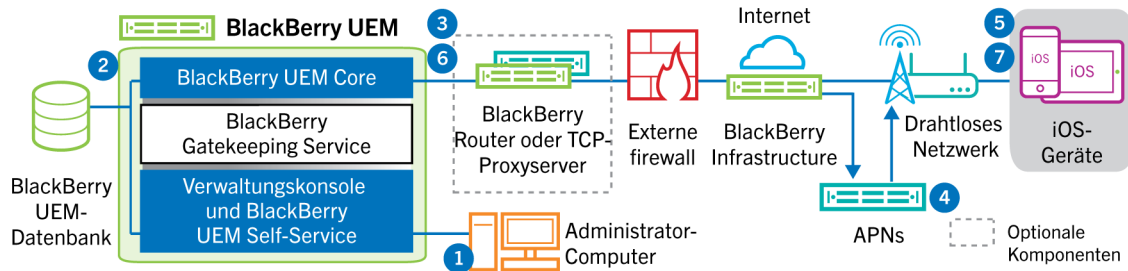 BlackBerry UEM
Internet
2
3
6
5
7
BlackBerry UEM Core
iOS
iOS
BlackBerry
Gatekeeping Service
BlackBerry
Router oder TCP-
Proxyserver
Externe
firewall
BlackBerry
Infrastructure
Drahtloses
Netzwerk
iOS-
Geräte
BlackBerry
UEM-
Datenbank
Verwaltungskonsole
und BlackBerry
UEM Self-Service
4
APNs
1
Administrator-
Computer
Optionale
Komponenten